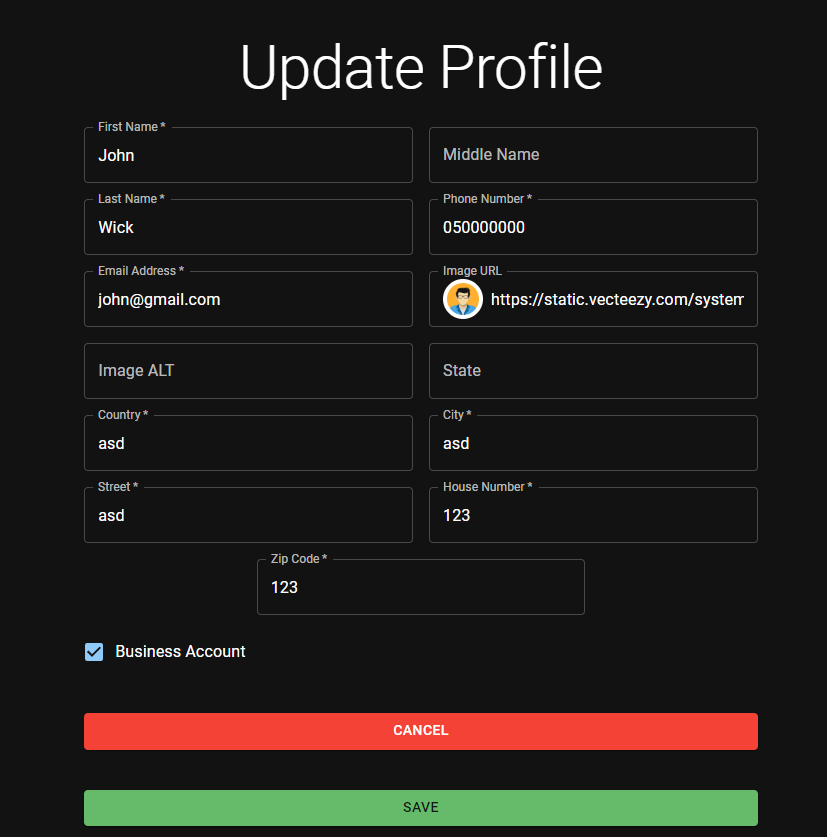 Update Profile
First Name *
John
Middle Name
Last Name *
Wick
Phone Number *
050000000
Email Address *
john@gmail.com
Image URL
https://static.vecteezy.com/system
Image ALT
State
Country *
asd
City *
asd
Street *
asd
House Number *
123
Zip Code *
123
Business Account
CANCEL
SAVE